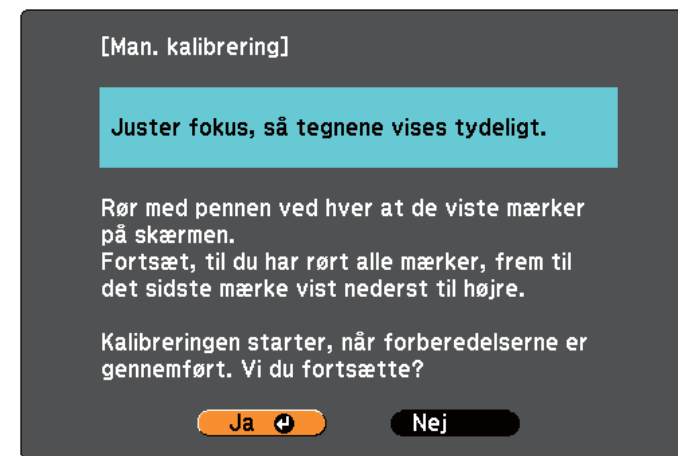 [Man. kalibrering]
Juster fokus, så tegnene vises tydeligt.
Rør med pennen ved hver at de viste mærker
på skærmen.
Fortsæt, til du har rørt alle mærker, frem til
det sidste mærke vist nederst til højre.
Kalibreringen starter, når forberedelserne er
gennemført. Vi du fortsætte?
Ja
Nej